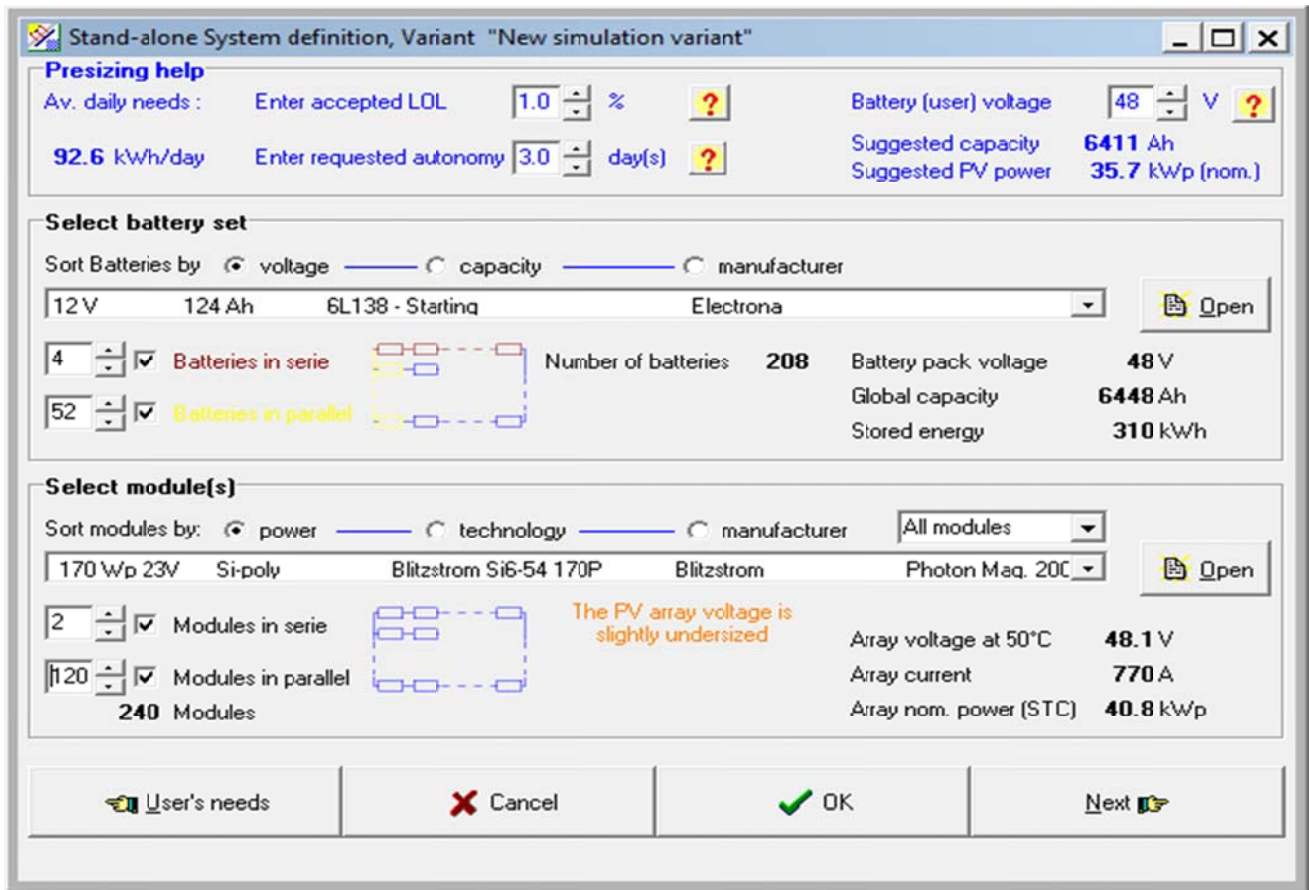 Stand-alone System definition, Variant "New simulation variant"
Presizing help
Av. daily needs : Enter accepted LOL 1.0 % ? Battery (user) voltage 48 V ?
92.6 kWh/day Enter requested autonomy 3.0 day(s) ? Suggested capacity 6411 Ah
Suggested PV power 35.7 kWp (nom.)
Select battery set
Sort Batteries by voltage capacity manufacturer
12 V 124 Ah 6L138 - Starting Electrona Open
4 Batteries in serie Number of batteries 208 Battery pack voltage 48 V
Global capacity 6448 Ah
52 Batteries in parallel Stored energy 310 kWh
Select module(s)
Sort modules by: power technology manufacturer All modules
170 Wp 23V Si-poly Blitzstrom Si6-54 170P Blitzstrom Photon Mag. 200 Open
2 Modules in serie The PV array voltage is
slightly undersized Array voltage at 50°C 48.1 V
120 Modules in parallel Array current 770 A
240 Modules Array nom. power (STC) 40.8 kWp
User's needs Cancel OK Next